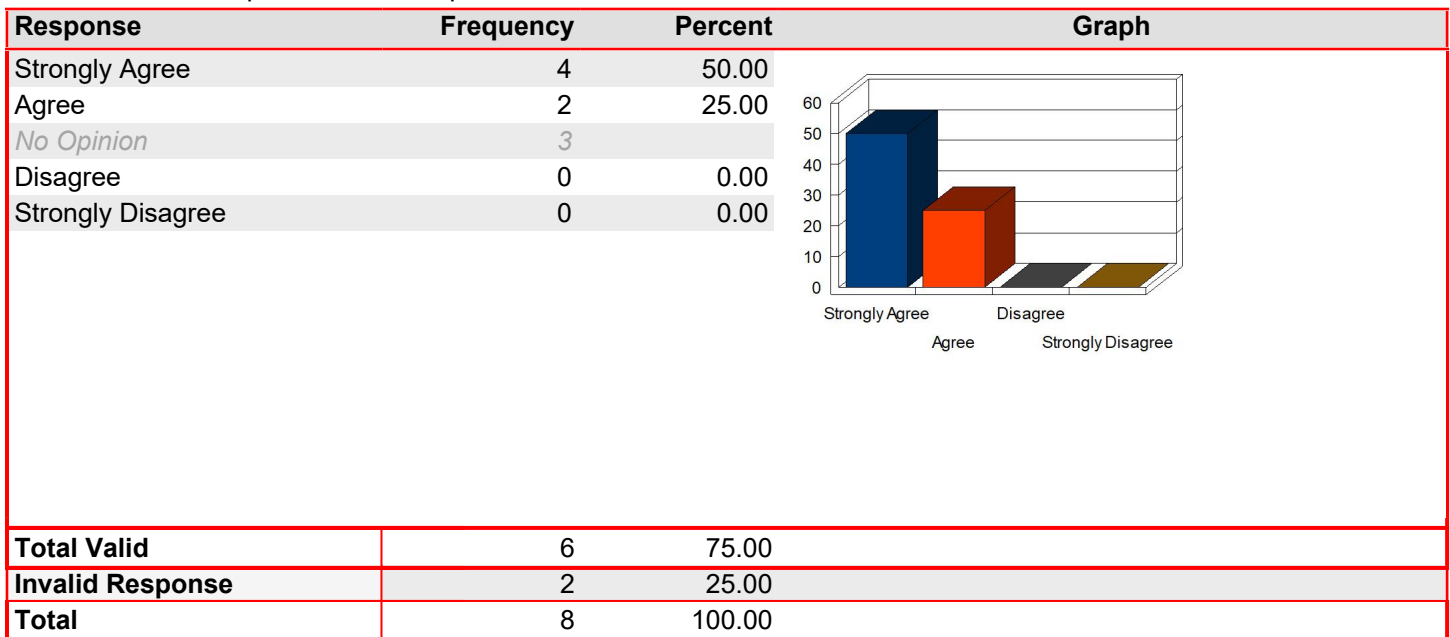 Response Frequency Percent Graph
Strongly Agree 4 50.00
Agree 2 25.00
No Opinion 3
Disagree 0 0.00
Strongly Disagree 0 0.00
60
50
40
30
20
10
0
Strongly Agree Disagree
Agree Strongly Disagree
Total Valid 6 75.00
Invalid Response 2 25.00
Total 8 100.00